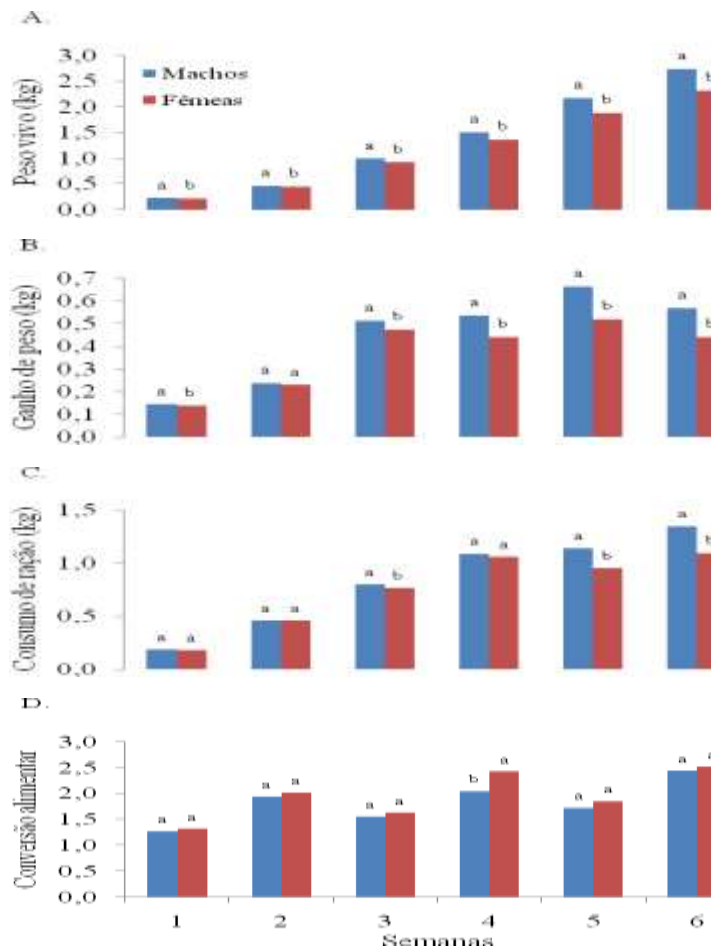 A.
Peso vivo (kg)
3,0
2,5
2,0
1,5
1,0
0,5
0,0
Machos
Fêmeas
a b
a b
a b
a b
a b
a b
B.
Ganho de peso (kg)
0,7
0,6
0,5
0,4
0,3
0,2
0,1
0,0
a b
a a
a b
a b
a b
a b
C.
Consumo de ração (kg)
1,5
1,0
0,5
0,0
a a
a a
a b
a a
a b
a b
D.
Conversão alimentar
3,0
2,5
2,0
1,5
1,0
0,5
0,0
a a
a a
a a
b a
a a
a a
1 2 3 4 5 6
Semanas